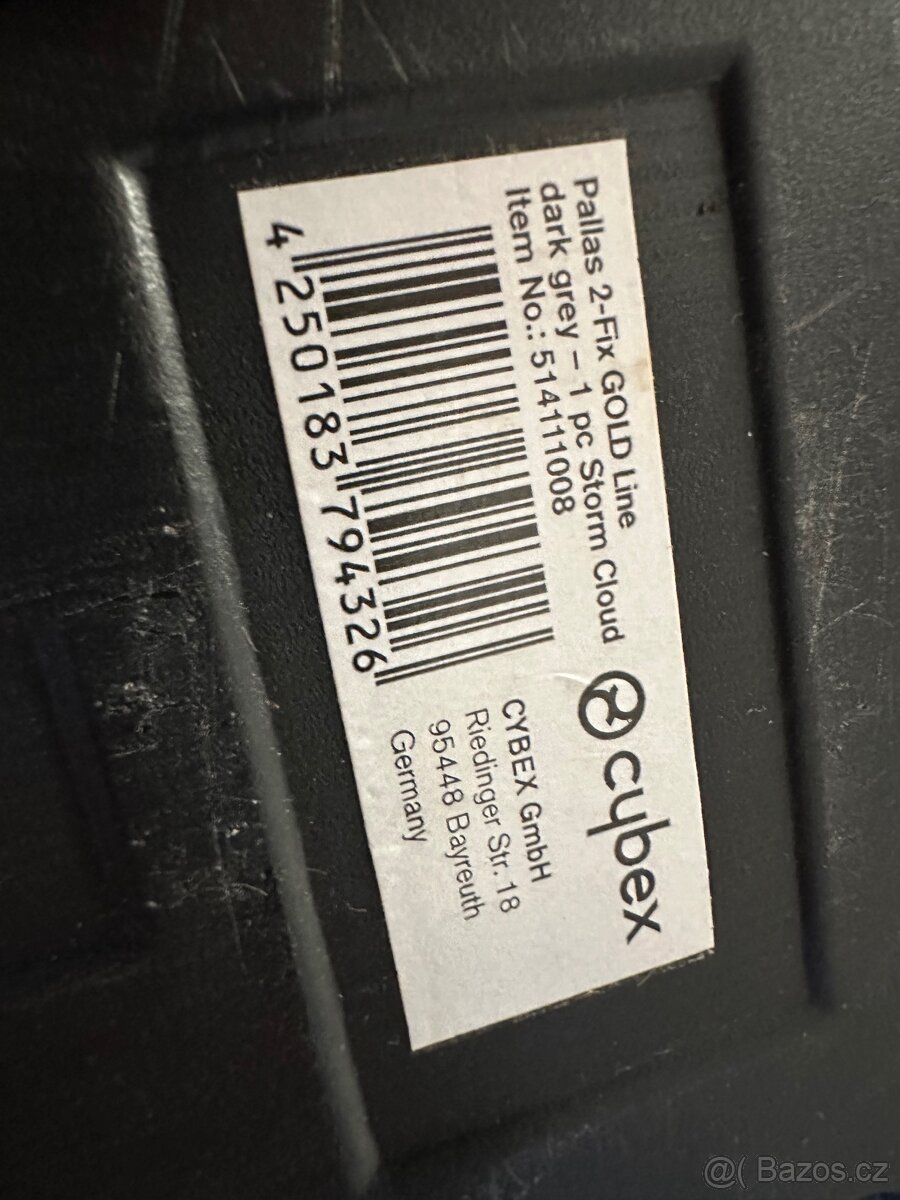 Pallas 2-Fix GOLD Line
dark grey – 1 pc Storm Cloud
Item No.: 514111008
4 250183 794326
cybex
CYBEX GmbH
Riedinger Str. 18
95448 Bayreuth
Germany
@( Bazos.cz